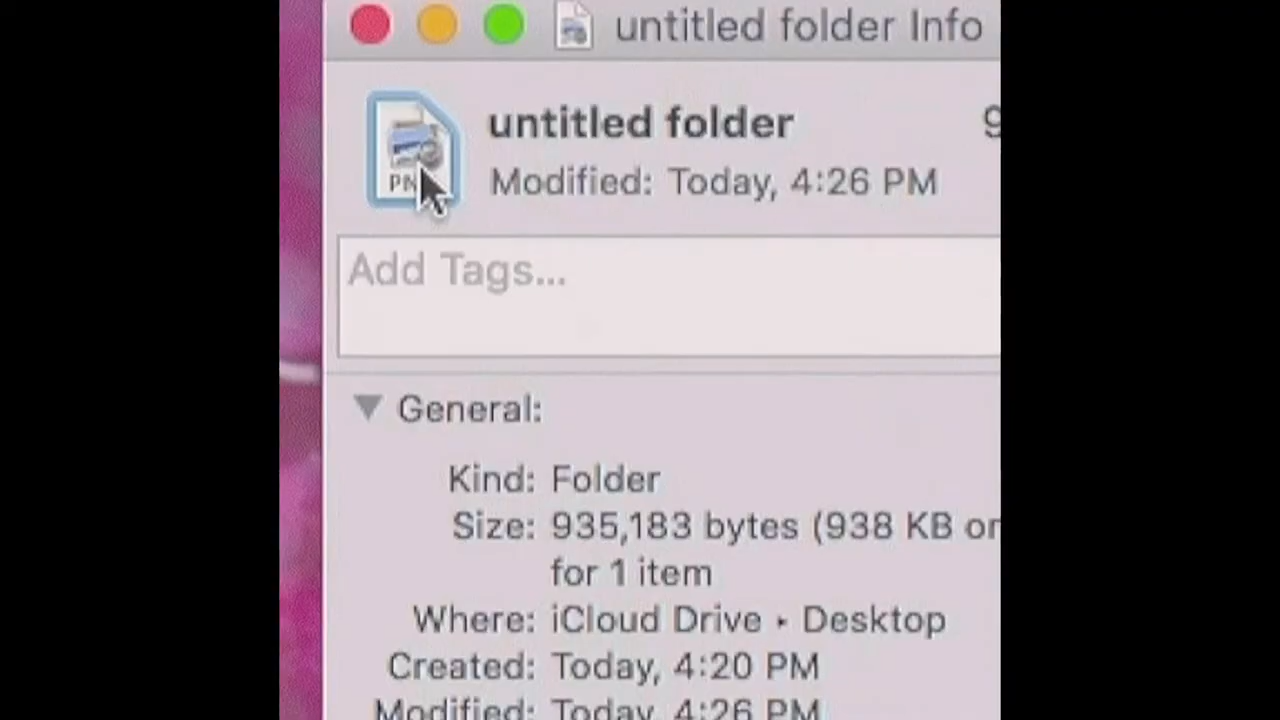 untitled folder Info
untitled folder
Modified: Today, 4:26 PM
Add Tags...
General:
Kind: Folder
Size: 935,183 bytes (938 KB or
for 1 item
Where: iCloud Drive ▸ Desktop
Created: Today, 4:20 PM
Modified: Today, 4:26 PM